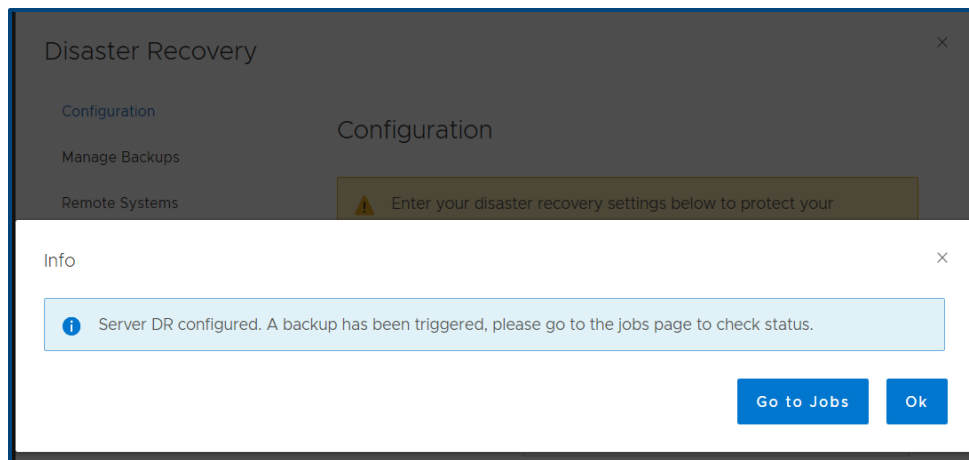 Disaster Recovery
Configuration
Configuration
Manage Backups
Remote Systems
Enter your disaster recovery settings below to protect your
Info
Server DR configured. A backup has been triggered, please go to the jobs page to check status.
Go to Jobs
Ok